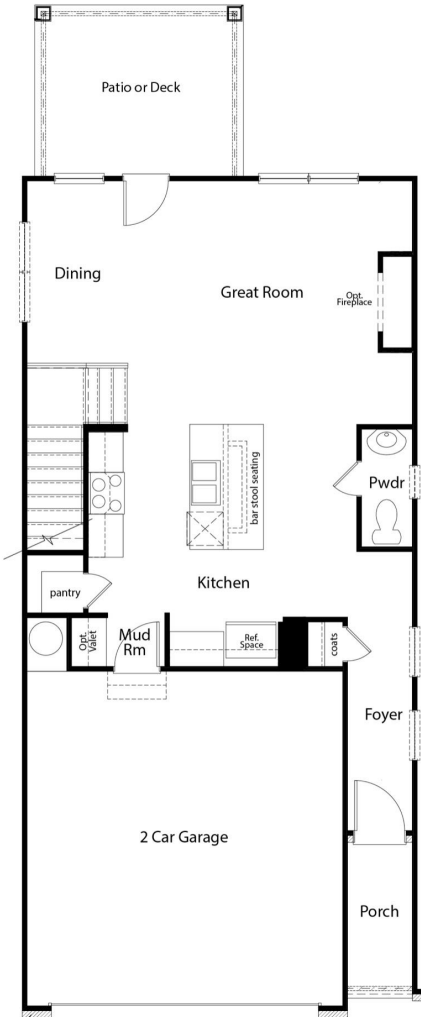 Patio or Deck
Dining
Great Room
Opt.
Fireplace
bar stool seating
Pwdr
Kitchen
pantry
Opt.
Valet
Mud
Rm
Ref.
Space
coats
Foyer
2 Car Garage
Porch